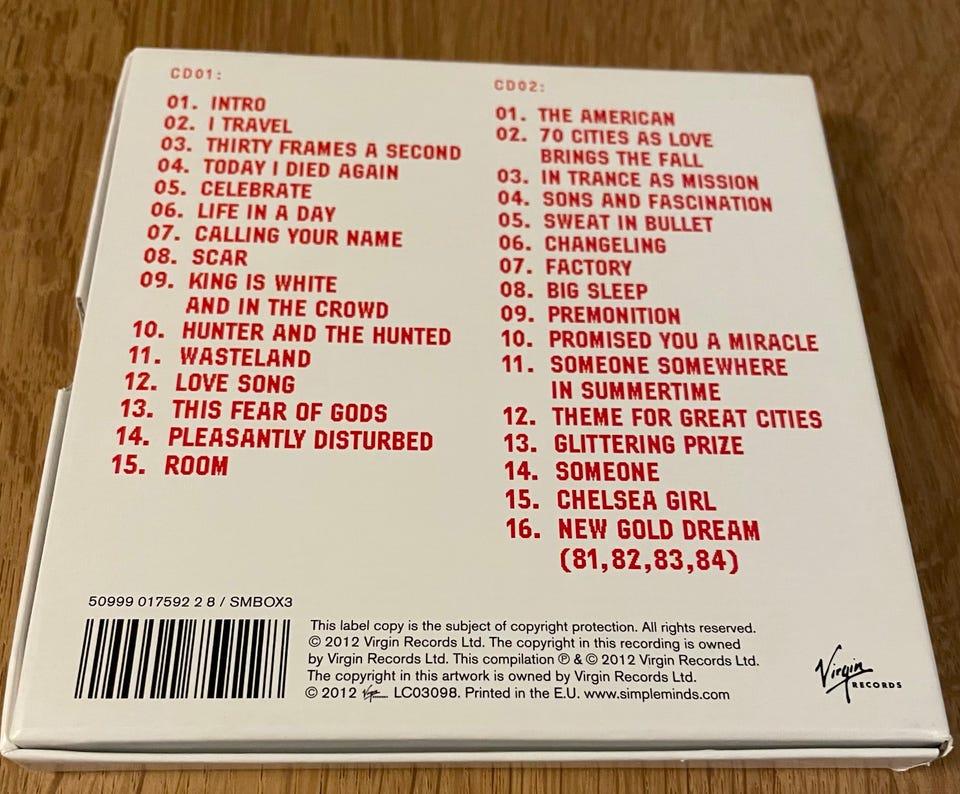 CD01:
01. INTRO
02. I TRAVEL
03. THIRTY FRAMES A SECOND
04. TODAY I DIED AGAIN
05. CELEBRATE
06. LIFE IN A DAY
07. CALLING YOUR NAME
08. SCAR
09. KING IS WHITE
AND IN THE CROWD
10. HUNTER AND THE HUNTED
11. WASTELAND
12. LOVE SONG
13. THIS FEAR OF GODS
14. PLEASANTLY DISTURBED
15. ROOM
CD02:
01. THE AMERICAN
02. 70 CITIES AS LOVE
BRINGS THE FALL
03. IN TRANCE AS MISSION
04. SONS AND FASCINATION
05. SWEAT IN BULLET
06. CHANGELING
07. FACTORY
08. BIG SLEEP
09. PREMONITION
10. PROMISED YOU A MIRACLE
11. SOMEONE SOMEWHERE
IN SUMMERTIME
12. THEME FOR GREAT CITIES
13. GLITTERING PRIZE
14. SOMEONE
15. CHELSEA GIRL
16. NEW GOLD DREAM
(81,82,83,84)
50999 017592 2 8 / SMBOX3
This label copy is the subject of copyright protection. All rights reserved.
© 2012 Virgin Records Ltd. The copyright in this recording is owned
by Virgin Records Ltd. This compilation ℗ & © 2012 Virgin Records Ltd.
The copyright in this artwork is owned by Virgin Records Ltd.
© 2012 Virgin LC03098. Printed in the E.U. www.simpleminds.com
Virgin
RECORDS